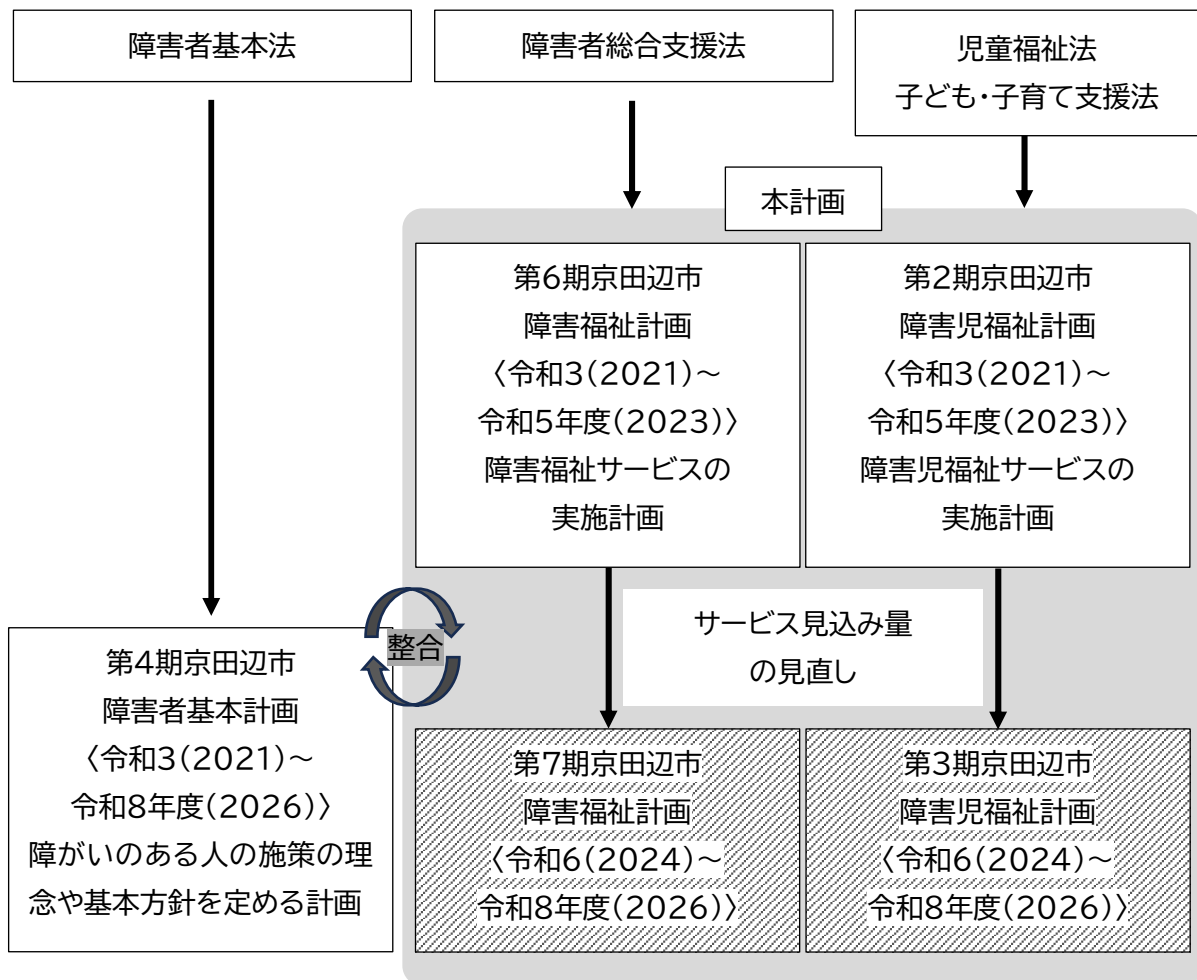 障害者基本法
障害者総合支援法
児童福祉法
子ども・子育て支援法
本計画
第6期京田辺市
障害福祉計画
〈令和3(2021)～
令和5年度(2023)〉
障害福祉サービスの
実施計画
第2期京田辺市
障害児福祉計画
〈令和3(2021)～
令和5年度(2023)〉
障害児福祉サービスの
実施計画
サービス見込み量
の見直し
整合
第4期京田辺市
障害者基本計画
〈令和3(2021)～
令和8年度(2026)〉
障がいのある人の施策の理
念や基本方針を定める計画
第7期京田辺市
障害福祉計画
〈令和6(2024)～
令和8年度(2026)〉
第3期京田辺市
障害児福祉計画
〈令和6(2024)～
令和8年度(2026)〉